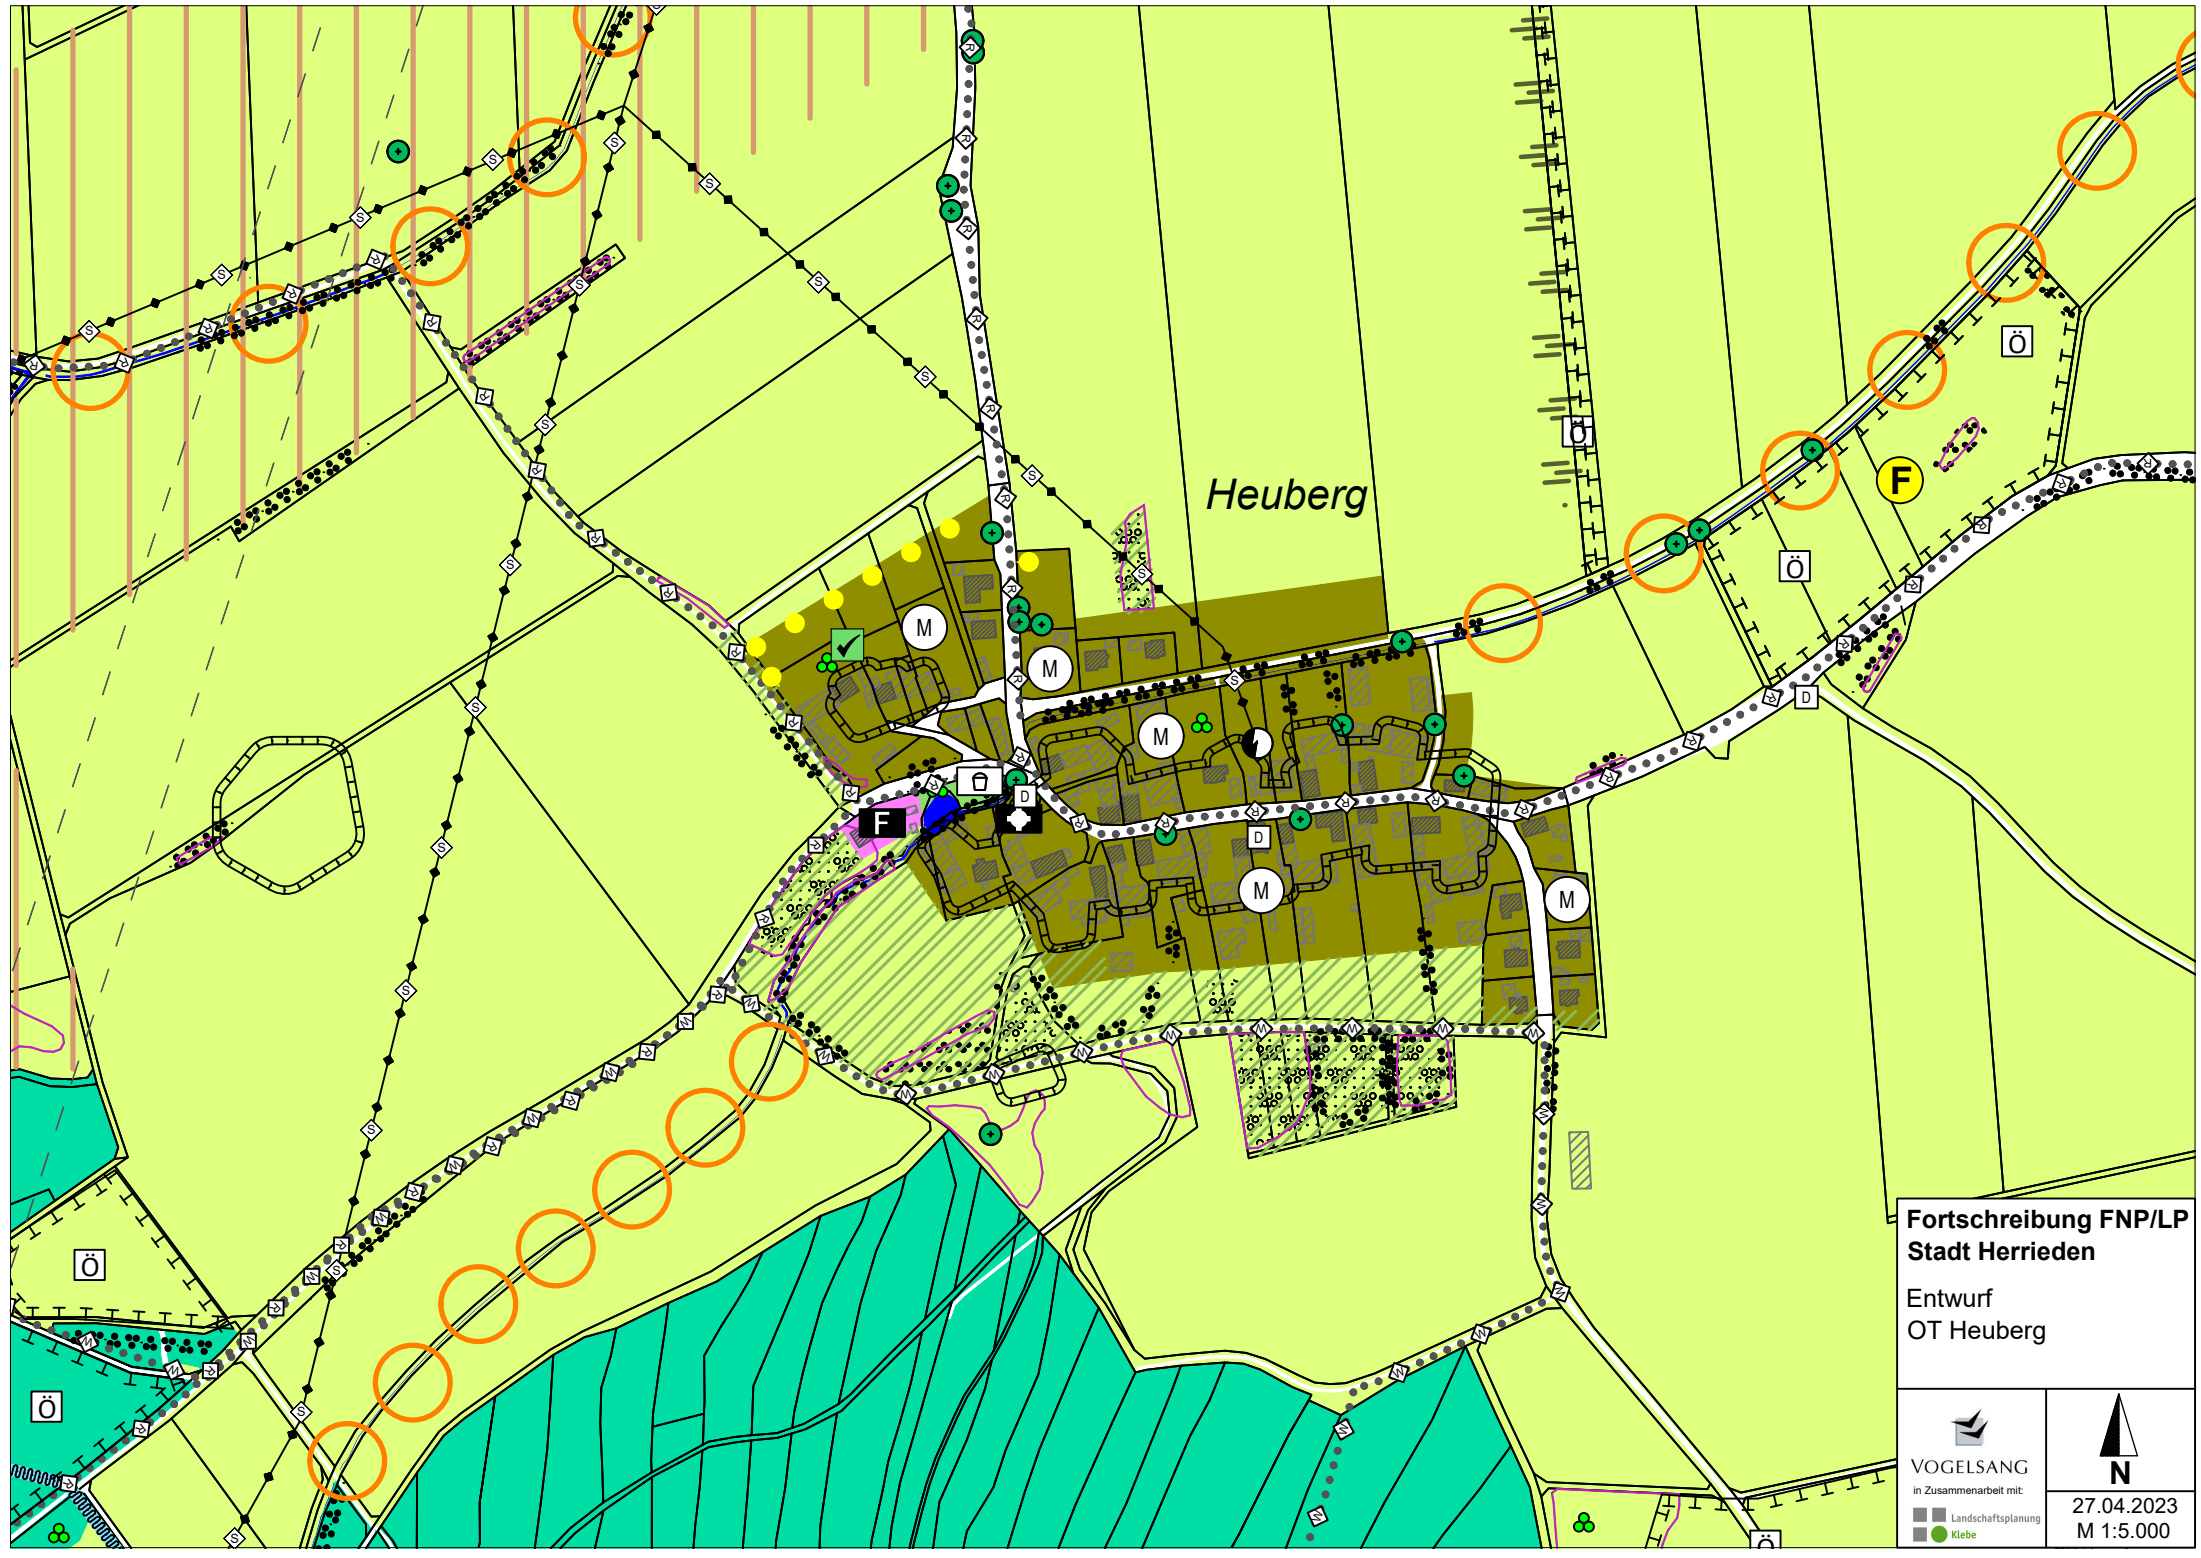 Heuberg
F
Ö
Ö
Ö
M
M
M
M
M
F
D
D
D
Ö
Ö
Ö
Fortschreibung FNP/LP
Stadt Herrieden
Entwurf
OT Heuberg
VOGELSANG
in Zusammenarbeit mit:
Landschaftsplanung
Klebe
N
27.04.2023
M 1:5.000